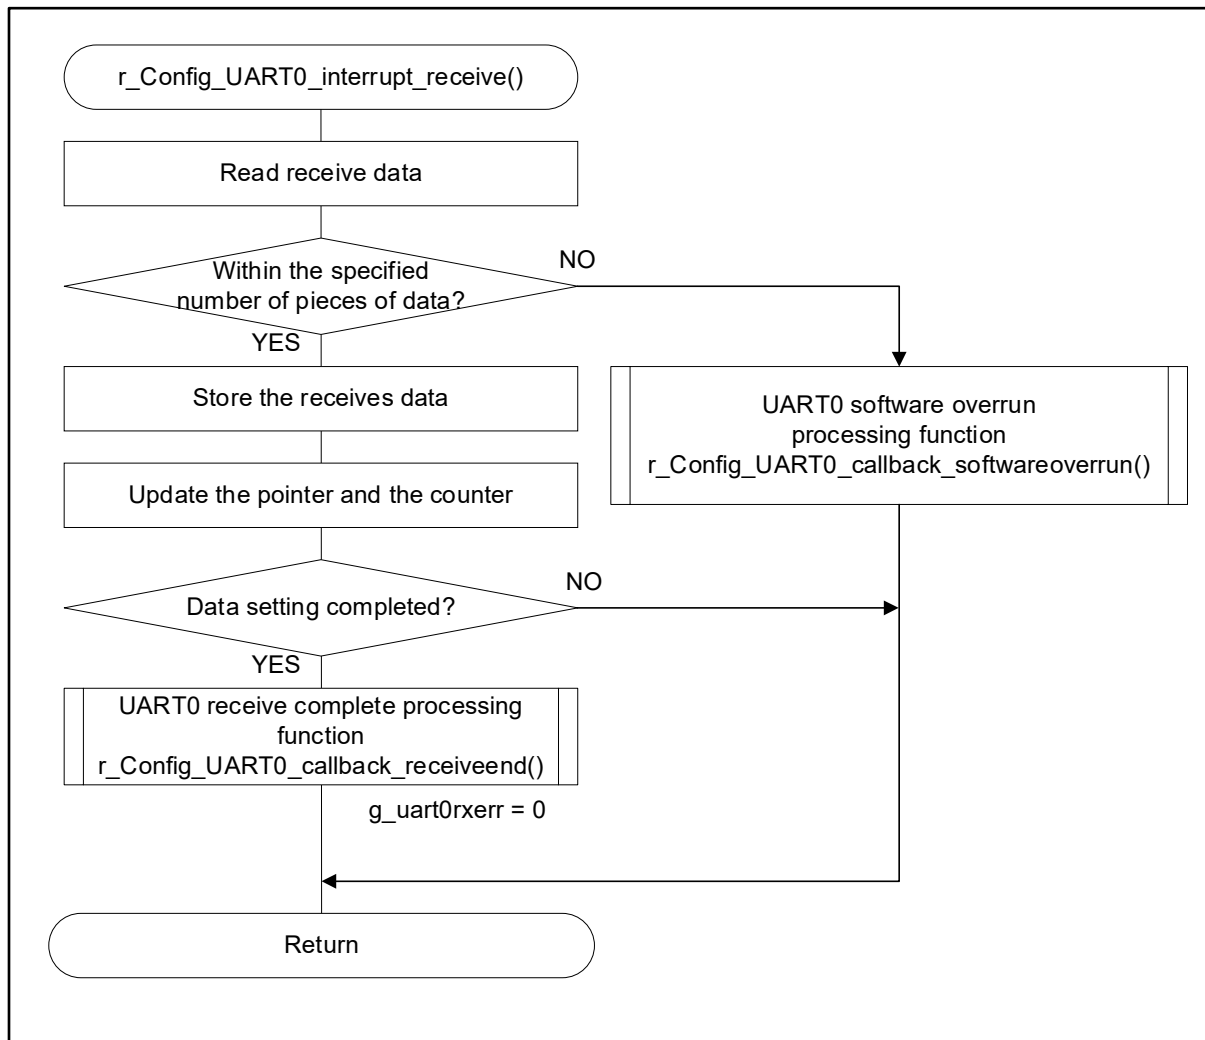 r_Config_UART0_interrupt_receive()
Read receive data
Within the specified
number of pieces of data?
NO
YES
Store the receives data
UART0 software overrun
processing function
r_Config_UART0_callback_softwareoverrun()
Update the pointer and the counter
Data setting completed?
NO
YES
UART0 receive complete processing
function
r_Config_UART0_callback_receiveend()
g_uart0rxerr = 0
Return